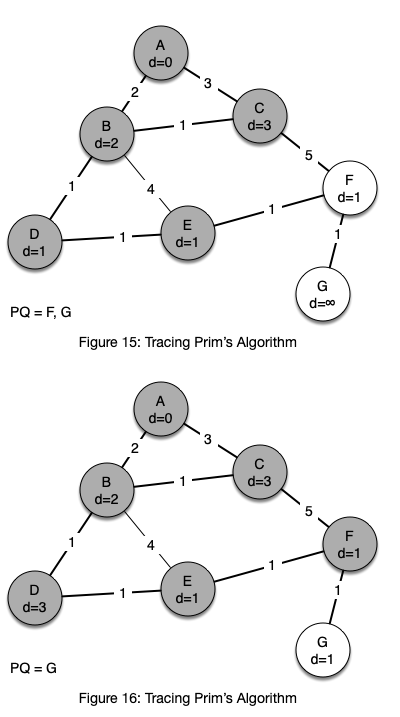 A
d=0
2
3
C
d=3
B
d=2
1
5
F
d=1
1
4
1
E
d=1
D
d=1
1
1
G
d=∞
PQ = F, G
Figure 15: Tracing Prim's Algorithm
A
d=0
2
3
C
d=3
B
d=2
1
5
F
d=1
1
4
1
E
d=1
D
d=3
1
1
G
d=1
PQ = G
Figure 16: Tracing Prim's Algorithm